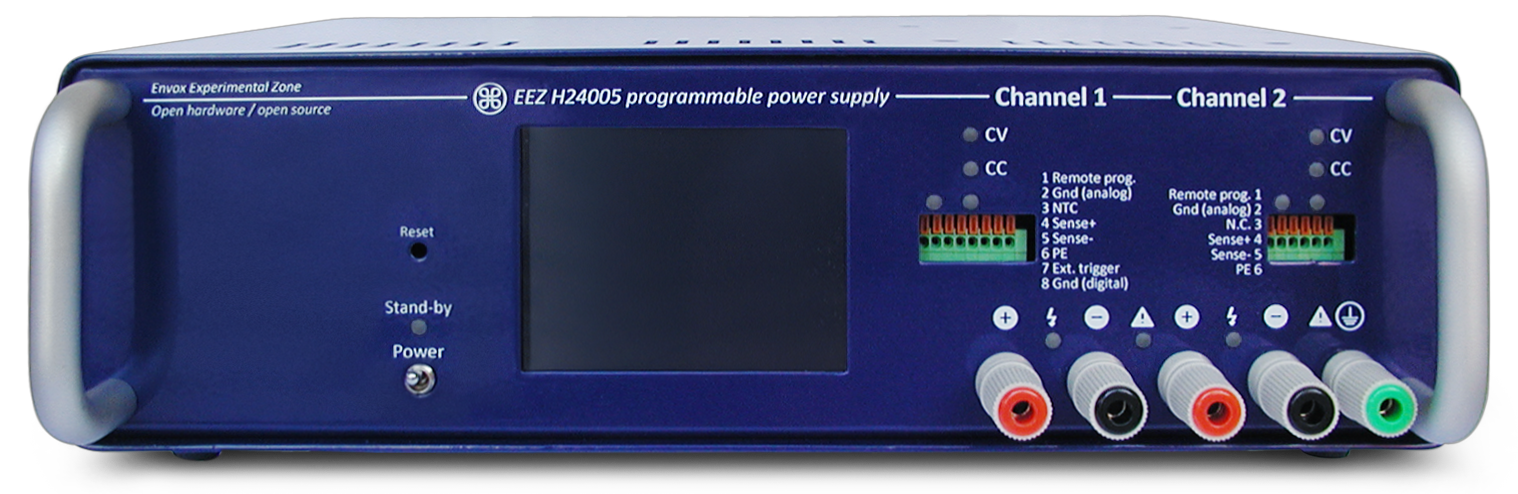 Envox Experimental Zone
Open hardware / open source
EEZ H24005 programmable power supply
Channel 1
Channel 2
CV
CC
1 Remote prog.
2 Gnd (analog)
3 NTC
4 Sense+
5 Sense-
6 PE
7 Ext. trigger
8 Gnd (digital)
CV
CC
Remote prog. 1
Gnd (analog) 2
N.C. 3
Sense+ 4
Sense- 5
PE 6
Reset
Stand-by
Power